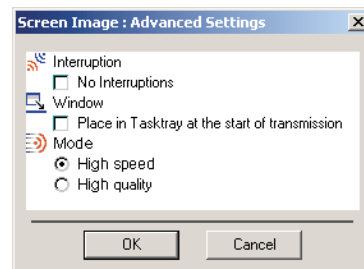 Screen Image : Advanced Settings
Interruption
No Interruptions
Window
Place in Tasktray at the start of transmission
Mode
High speed
High quality
OK
Cancel